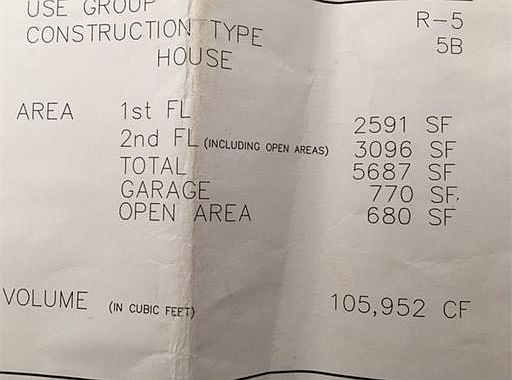 USE GROUP R-5
CONSTRUCTION TYPE 5B
HOUSE
AREA 1st FL 2591 SF
2nd FL (INCLUDING OPEN AREAS) 3096 SF
TOTAL 5687 SF
GARAGE 770 SF.
OPEN AREA 680 SF
VOLUME (IN CUBIC FEET) 105,952 CF